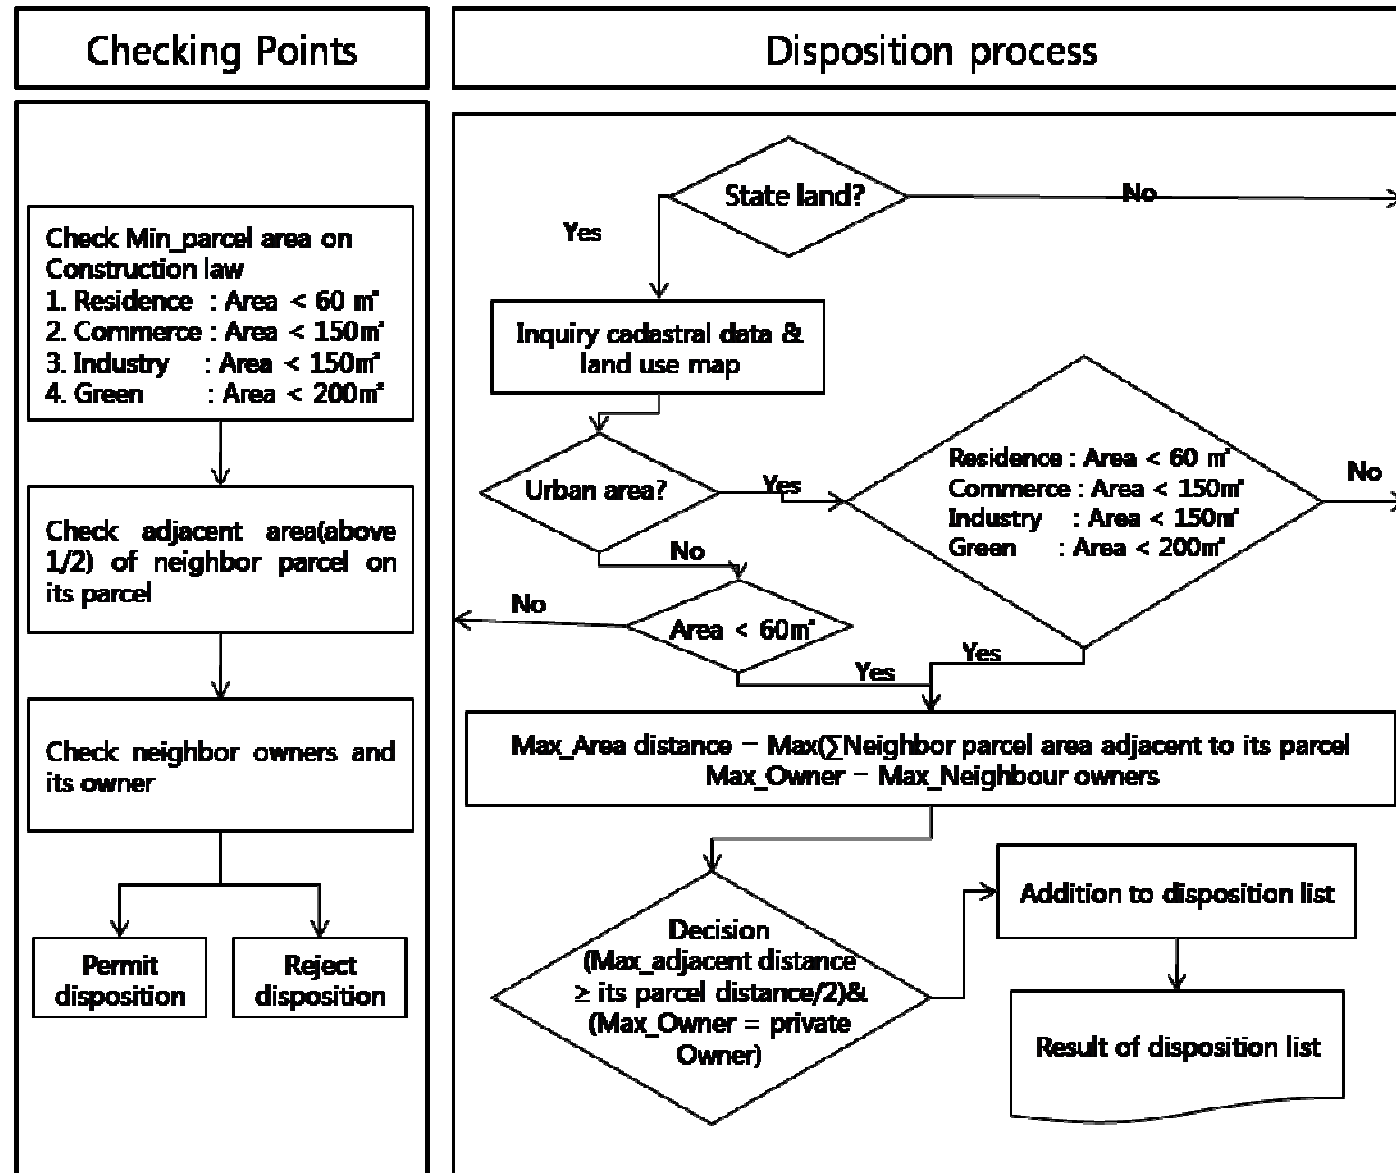 Checking Points
Disposition process
Check Min_parcel area on
Construction law
1. Residence : Area < 60 ㎡
2. Commerce : Area < 150㎡
3. Industry : Area < 150㎡
4. Green : Area < 200㎡
Check adjacent area(above
1/2) of neighbor parcel on
its parcel
Check neighbor owners and
its owner
Permit
disposition
Reject
disposition
State land?
No
Yes
Inquiry cadastral data &
land use map
Urban area?
Yes
Residence : Area < 60 ㎡
Commerce : Area < 150㎡
Industry : Area < 150㎡
Green : Area < 200㎡
No
No
No
Area < 60㎡
Yes
Yes
Max_Area distance − Max(∑Neighbor parcel area adjacent to its parcel
Max_Owner − Max_Neighbour owners
Decision
(Max_adjacent distance
≥ its parcel distance/2)&
(Max_Owner = private
Owner)
Addition to disposition list
Result of disposition list